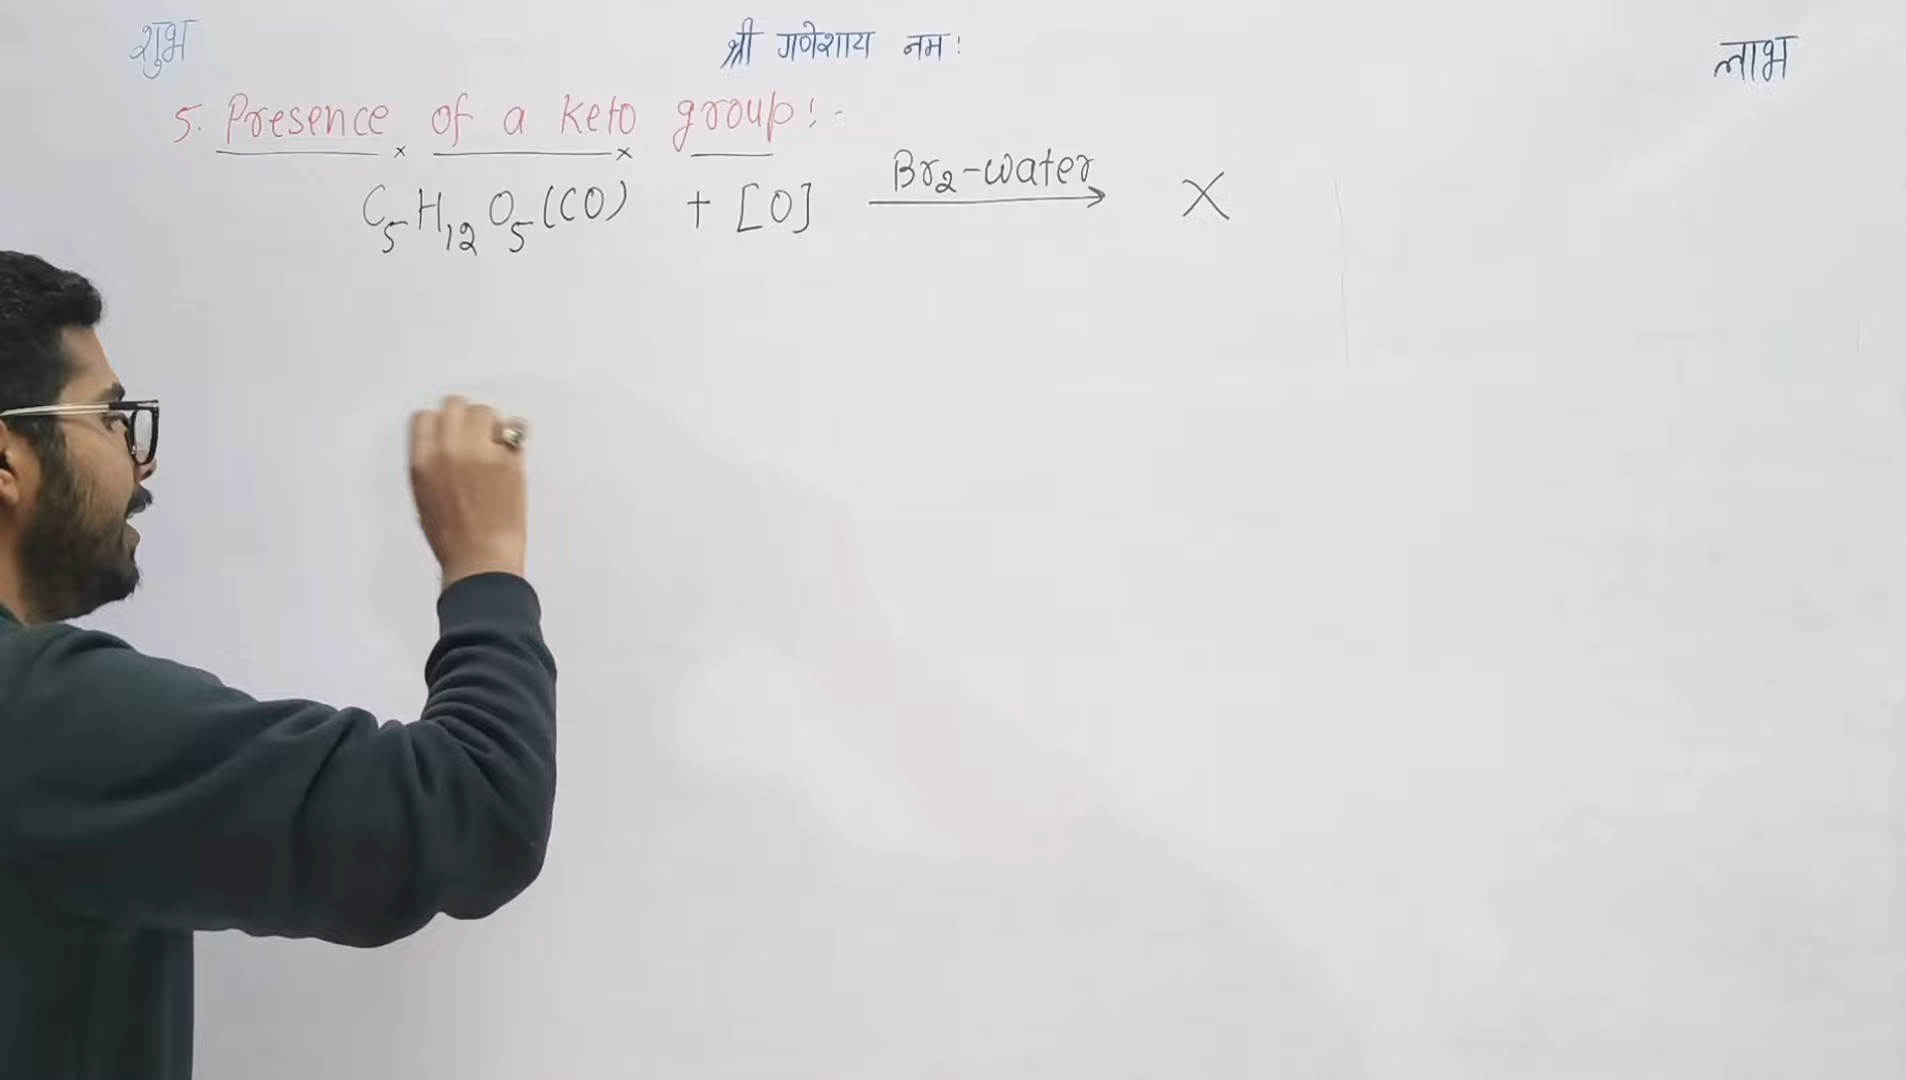 शुभ श्री गणेशाय नमः लाभ
5. Presence of a keto group:-
C₅H₁₂O₅(CO) + [O] Br₂-water → X